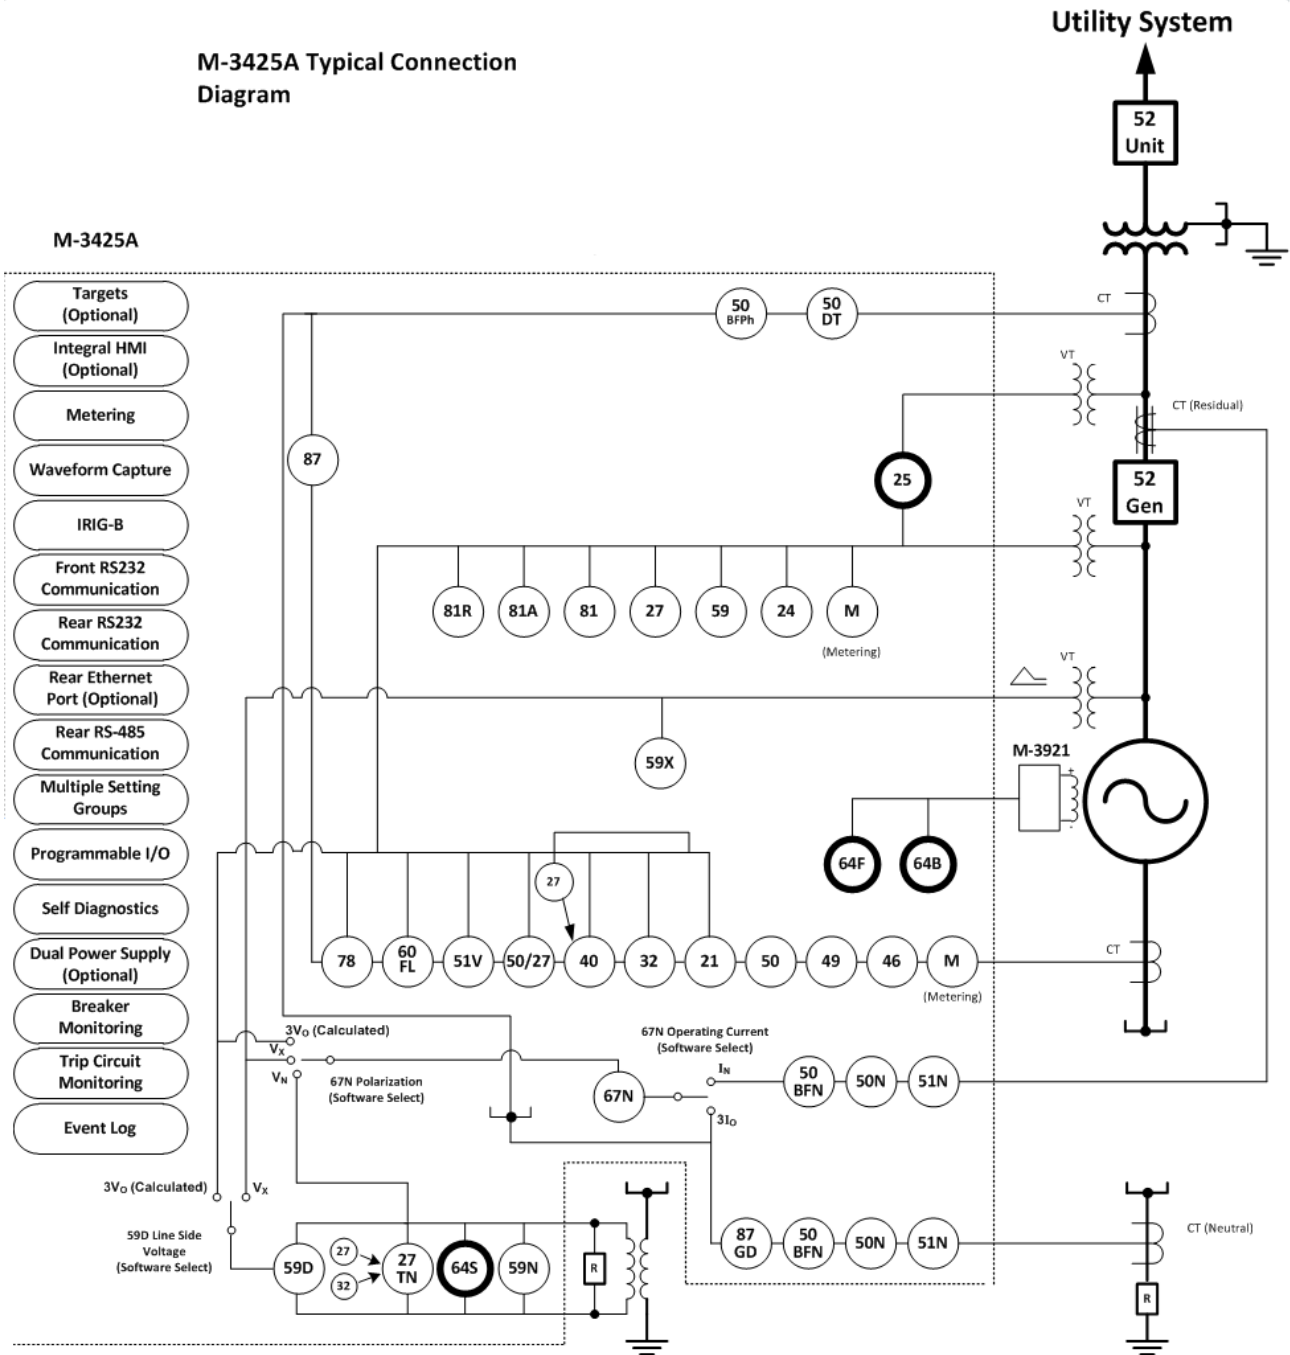 Utility System
M-3425A Typical Connection
Diagram
52
Unit
M-3425A
Targets
(Optional)
Integral HMI
(Optional)
Metering
Waveform Capture
IRIG-B
Front RS232
Communication
Rear RS232
Communication
Rear Ethernet
Port (Optional)
Rear RS-485
Communication
Multiple Setting
Groups
Programmable I/O
Self Diagnostics
Dual Power Supply
(Optional)
Breaker
Monitoring
Trip Circuit
Monitoring
Event Log
50
BFPh
50
DT
CT
VT
CT (Residual)
87
25
52
Gen
VT
81R
81A
81
27
59
24
M
(Metering)
VT
59X
M-3921
+
-
64F
64B
27
78
60
FL
51V
50/27
40
32
21
50
49
46
M
(Metering)
CT
3VO (Calculated)
VX
VN
67N Polarization
(Software Select)
67N Operating Current
(Software Select)
67N
IN
3IO
50
BFN
50N
51N
3VO (Calculated)
VX
59D Line Side
Voltage
(Software Select)
59D
27
32
27
TN
64S
59N
R
87
GD
50
BFN
50N
51N
CT (Neutral)
R